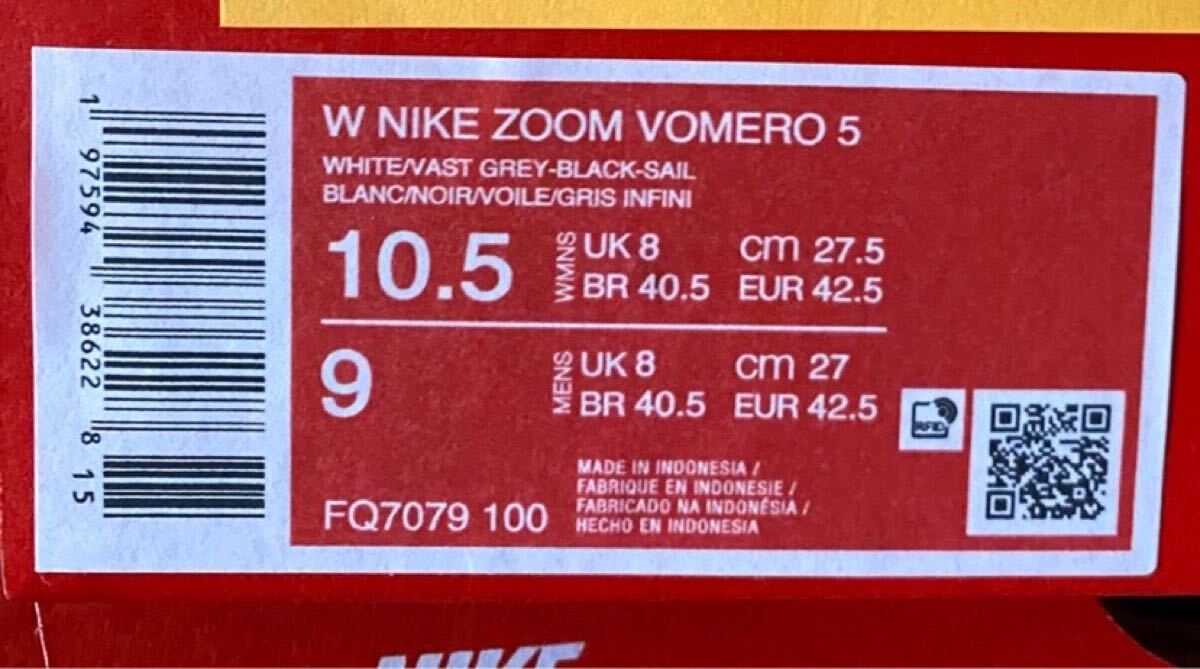 W NIKE ZOOM VOMERO 5
WHITE/VAST GREY-BLACK-SAIL
BLANC/NOIR/VOILE/GRIS INFINI
10.5 WMNS UK 8 cm 27.5
BR 40.5 EUR 42.5
9 MENS UK 8 cm 27
BR 40.5 EUR 42.5
RFID
MADE IN INDONESIA /
FABRIQUE EN INDONESIE /
FABRICADO NA INDONÉSIA /
HECHO EN INDONESIA
FQ7079 100
1 97594 38622 8 15
NIKE